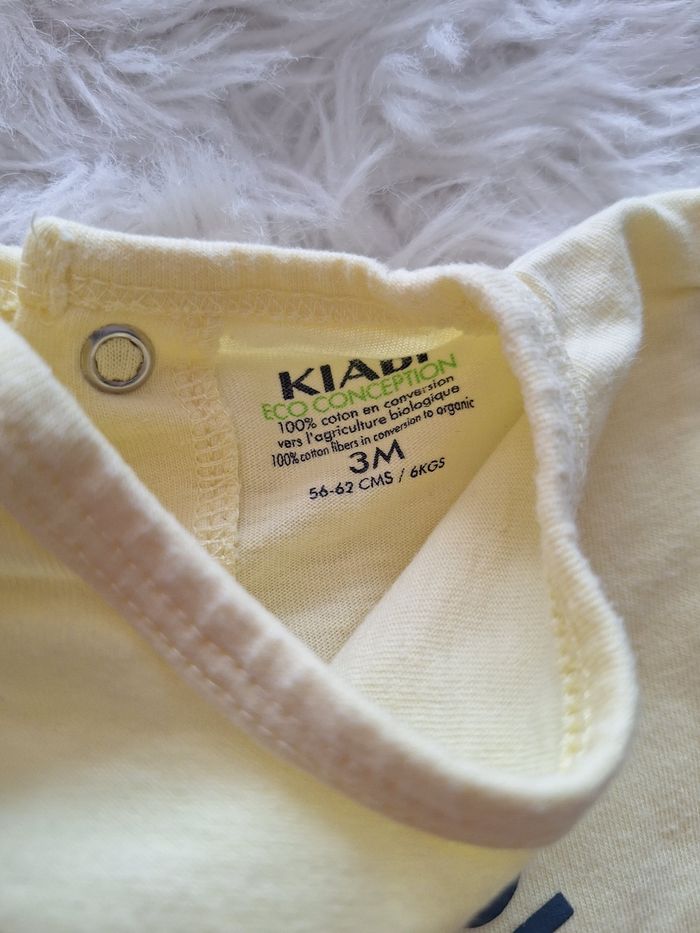 KIABI
ECO CONCEPTION
100% coton en conversion
vers l'agriculture biologique
100% cotton fibers in conversion to organic
3M
56-62 CMS / 6KGS